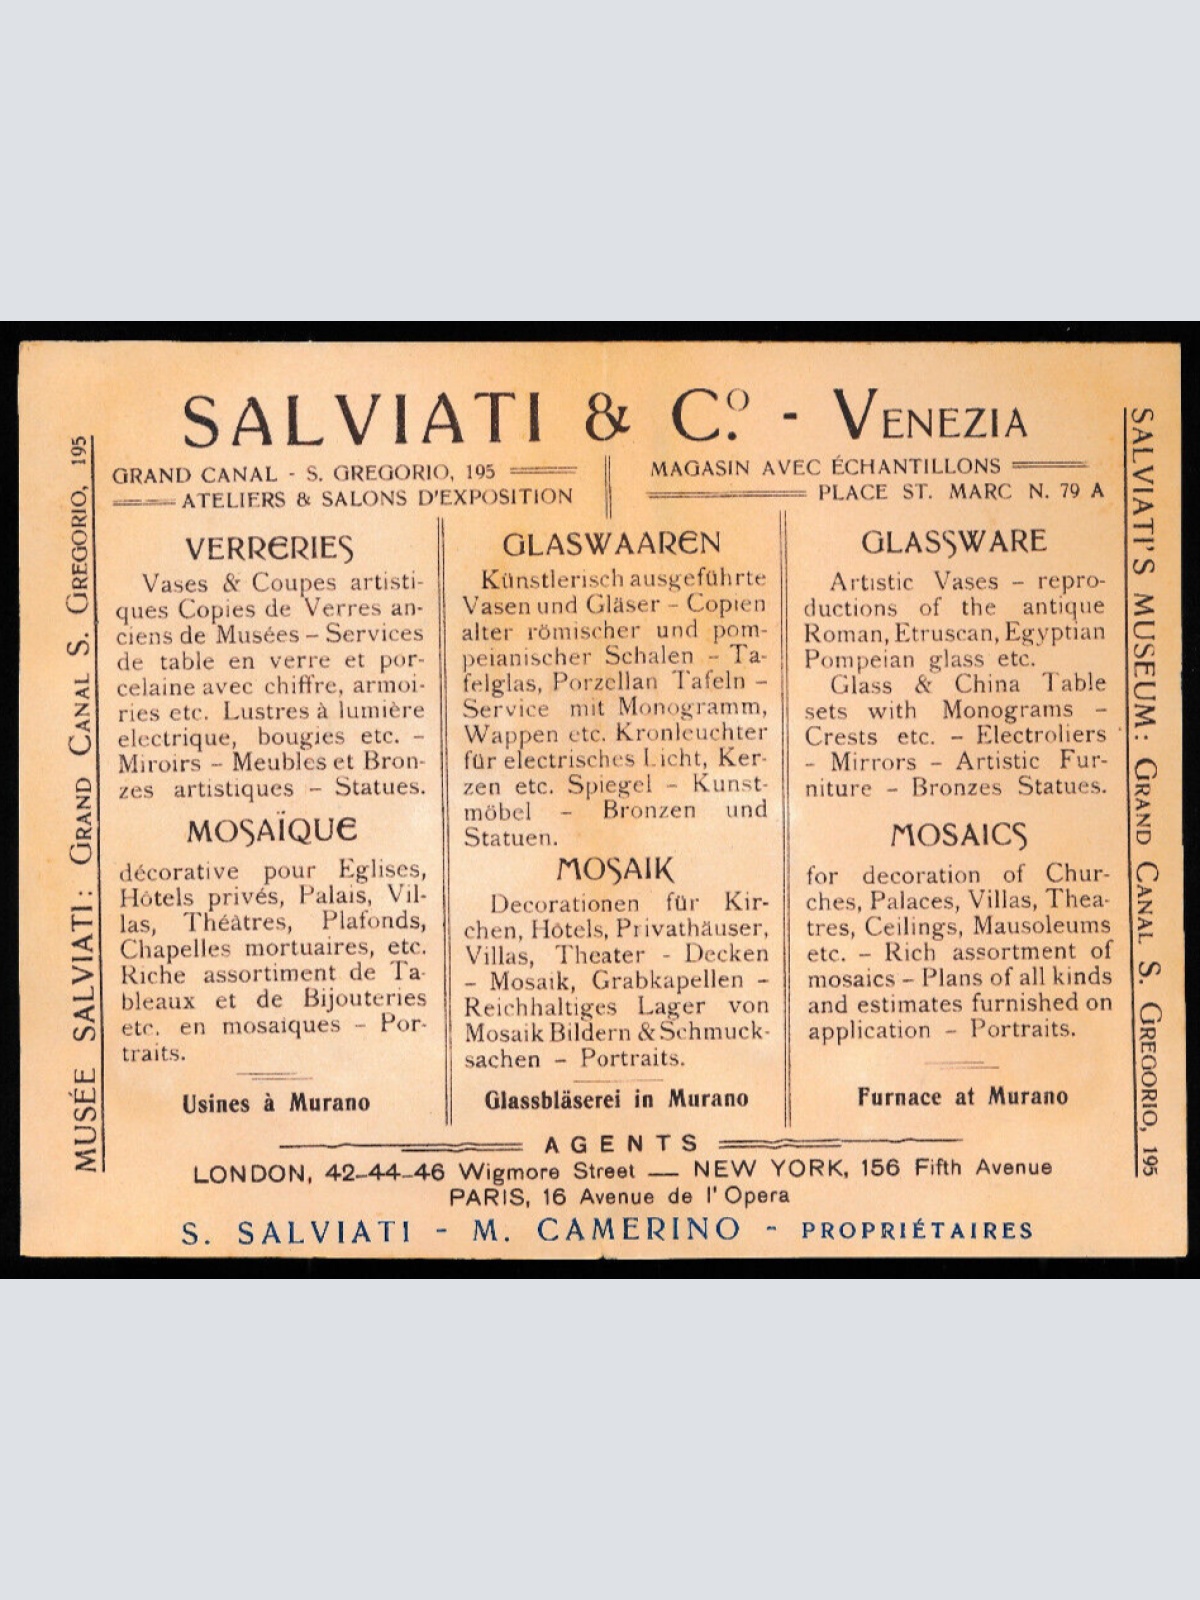 SALVIATI & Cº. - VENEZIA
GRAND CANAL - S. GREGORIO, 195
ATELIERS & SALONS D'EXPOSITION
MAGASIN AVEC ÉCHANTILLONS
PLACE ST. MARC N. 79 A
MUSÉE SALVIATI: GRAND CANAL S. GREGORIO, 195
VERRERIES
Vases & Coupes artisti-
ques Copies de Verres an-
ciens de Musées – Services
de table en verre et por-
celaine avec chiffre, armoi-
ries etc. Lustres à lumière
electrique, bougies etc. –
Miroirs – Meubles et Bron-
zes artistiques – Statues.
MOSAÏQUE
décorative pour Eglises,
Hôtels privés, Palais, Vil-
las, Théâtres, Plafonds,
Chapelles mortuaires, etc.
Riche assortiment de Ta-
bleaux et de Bijouteries
etc. en mosaïques – Por-
traits.
Usines à Murano
GLASWAAREN
Künstlerisch ausgeführte
Vasen und Gläser – Copien
alter römischer und pom-
peianischer Schalen – Ta-
felglas, Porzellan Tafeln –
Service mit Monogramm,
Wappen etc. Kronleuchter
für electrisches Licht, Ker-
zen etc. Spiegel – Kunst-
möbel – Bronzen und
Statuen.
MOSAIK
Decorationen für Kir-
chen, Hôtels, Privathäuser,
Villas, Theater - Decken
– Mosaik, Grabkapellen –
Reichhaltiges Lager von
Mosaik Bildern & Schmuck-
sachen – Portraits.
Glassbläserei in Murano
GLASSWARE
Artistic Vases – repro-
ductions of the antique
Roman, Etruscan, Egyptian
Pompeian glass etc.
Glass & China Table
sets with Monograms –
Crests etc. – Electroliers
- Mirrors – Artistic Fur-
niture – Bronzes Statues.
MOSAICS
for decoration of Chur-
ches, Palaces, Villas, Thea-
tres, Ceilings, Mausoleums
etc. – Rich assortment of
mosaics – Plans of all kinds
and estimates furnished on
application – Portraits.
Furnace at Murano
SALVIATI'S MUSEUM: GRAND CANAL S. GREGORIO, 195
AGENTS
LONDON, 42-44-46 Wigmore Street — NEW YORK, 156 Fifth Avenue
PARIS, 16 Avenue de l'Opera
S. SALVIATI - M. CAMERINO - PROPRIÉTAIRES